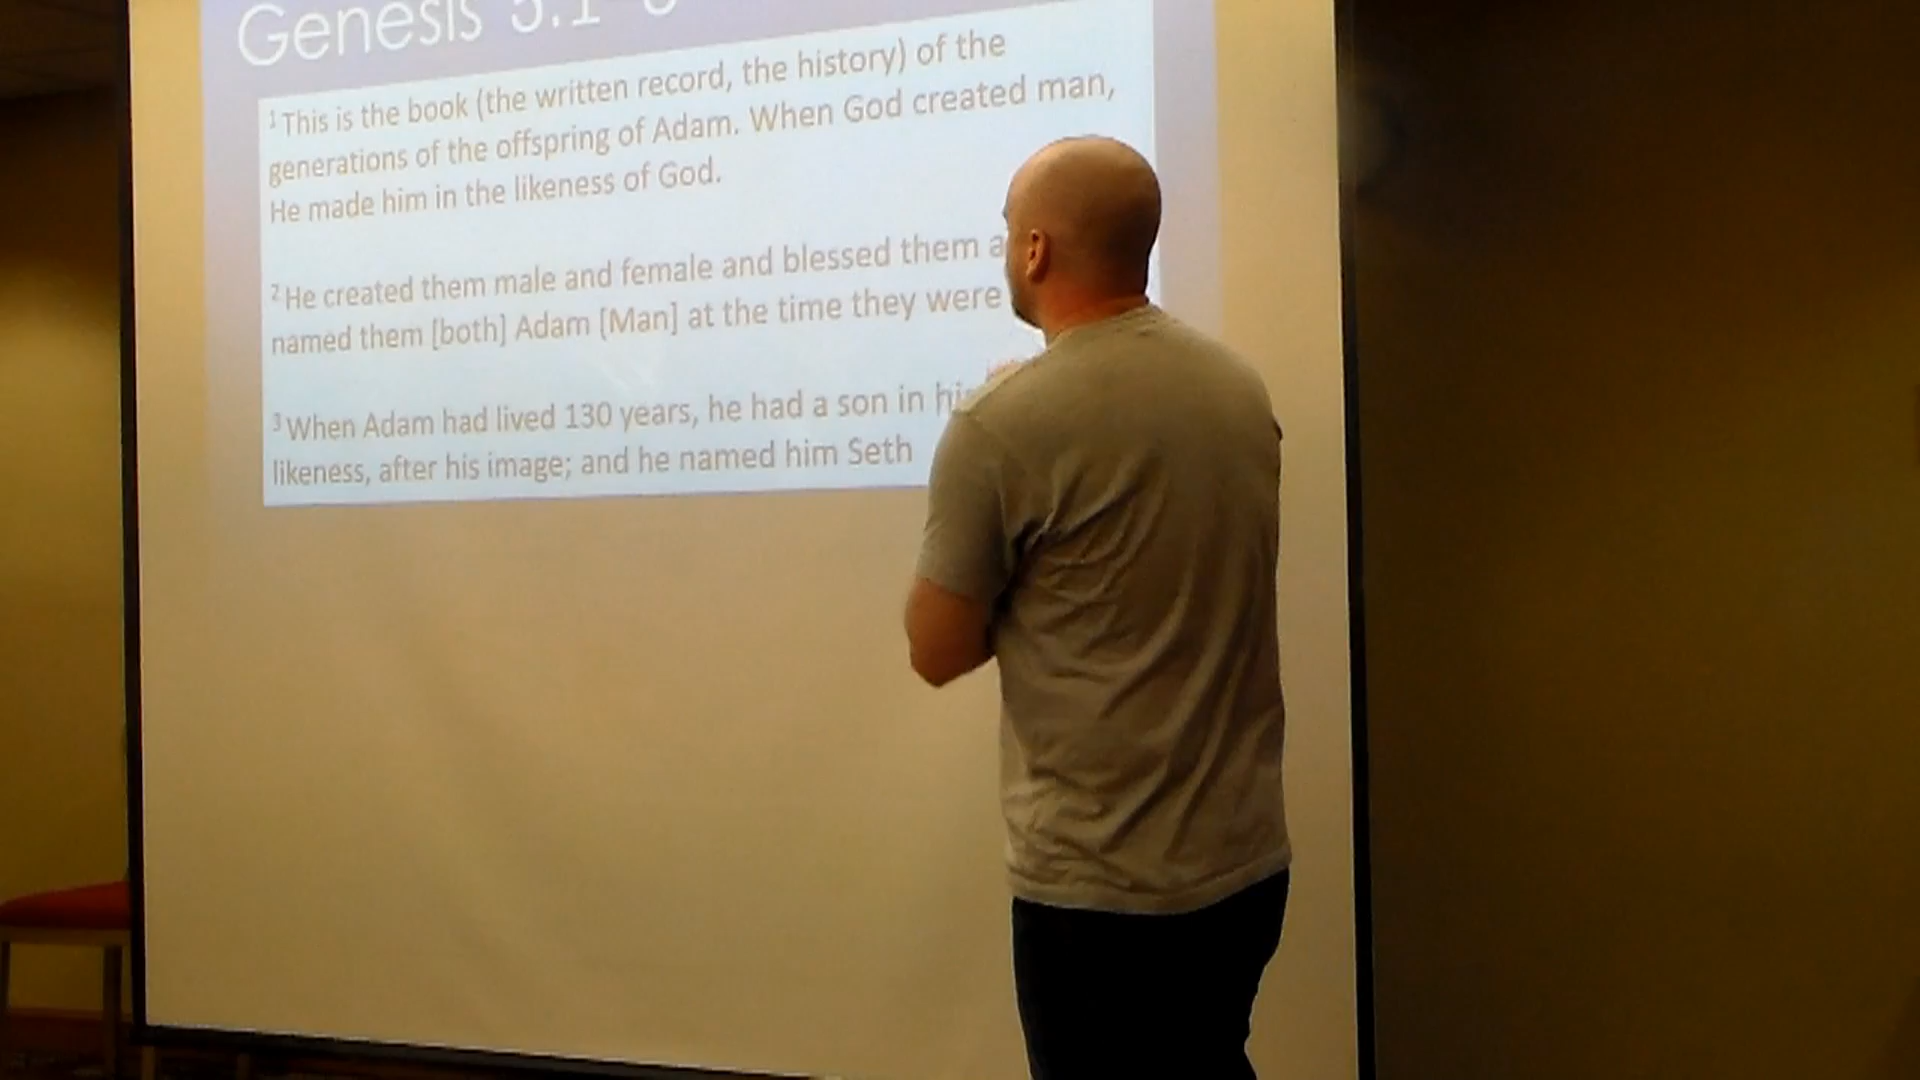 Genesis 5:1-3
1 This is the book (the written record, the history) of the
generations of the offspring of Adam. When God created man,
He made him in the likeness of God.
2 He created them male and female and blessed them
named them [both] Adam [Man] at the time they were
3 When Adam had lived 130 years, he had a son in
likeness, after his image; and he named him Seth